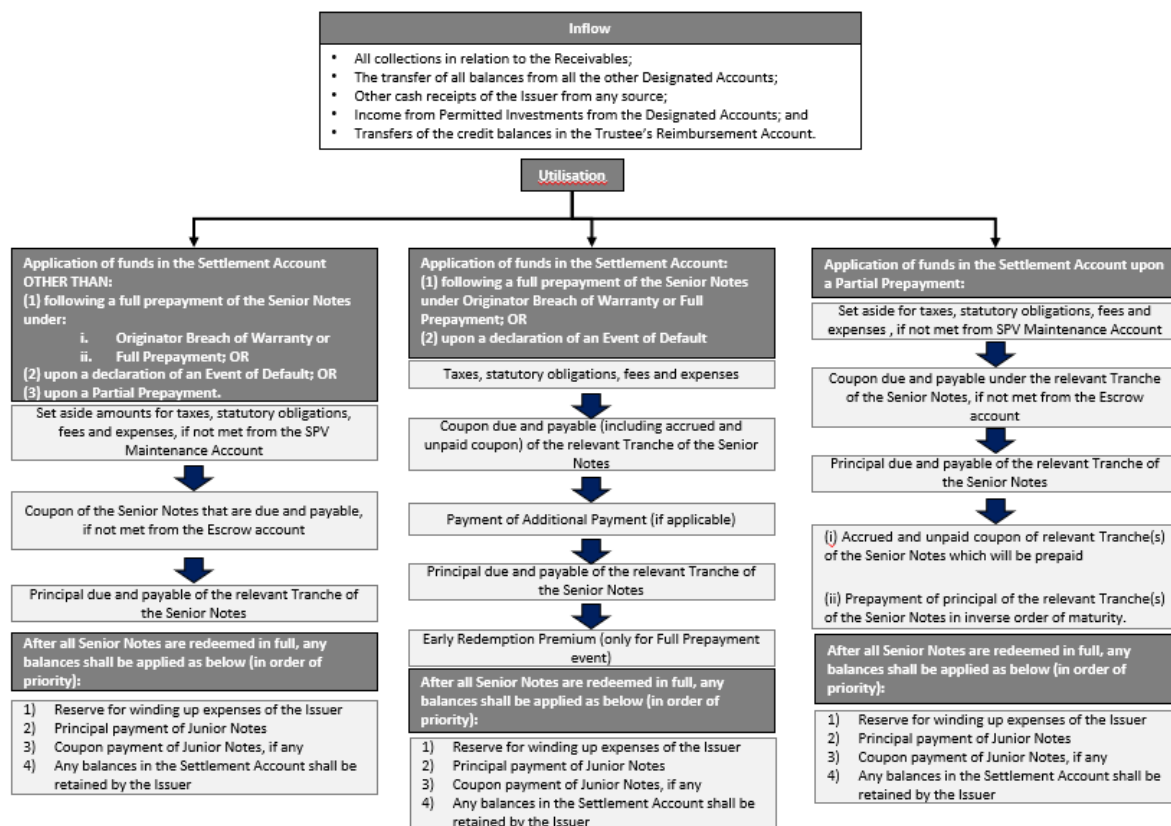 Inflow
• All collections in relation to the Receivables;
• The transfer of all balances from all the other Designated Accounts;
• Other cash receipts of the Issuer from any source;
• Income from Permitted Investments from the Designated Accounts; and
• Transfers of the credit balances in the Trustee's Reimbursement Account.
Utilisation
Application of funds in the Settlement Account
OTHER THAN:
(1) following a full prepayment of the Senior Notes
under:
i. Originator Breach of Warranty or
ii. Full Prepayment; OR
(2) upon a declaration of an Event of Default; OR
(3) upon a Partial Prepayment.
Set aside amounts for taxes, statutory obligations,
fees and expenses, if not met from the SPV
Maintenance Account
Coupon of the Senior Notes that are due and payable,
if not met from the Escrow account
Principal due and payable of the relevant Tranche of
the Senior Notes
After all Senior Notes are redeemed in full, any
balances shall be applied as below (in order of
priority):
1) Reserve for winding up expenses of the Issuer
2) Principal payment of Junior Notes
3) Coupon payment of Junior Notes, if any
4) Any balances in the Settlement Account shall be
retained by the Issuer
Application of funds in the Settlement Account:
(1) following a full prepayment of the Senior Notes
under Originator Breach of Warranty or Full
Prepayment; OR
(2) upon a declaration of an Event of Default
Taxes, statutory obligations, fees and expenses
Coupon due and payable (including accrued and
unpaid coupon) of the relevant Tranche of the Senior
Notes
Payment of Additional Payment (if applicable)
Principal due and payable of the relevant Tranche of
the Senior Notes
Early Redemption Premium (only for Full Prepayment
event)
After all Senior Notes are redeemed in full, any
balances shall be applied as below (in order of
priority):
1) Reserve for winding up expenses of the Issuer
2) Principal payment of Junior Notes
3) Coupon payment of Junior Notes, if any
4) Any balances in the Settlement Account shall be
retained by the Issuer
Application of funds in the Settlement Account upon
a Partial Prepayment:
Set aside for taxes, statutory obligations, fees and
expenses , if not met from SPV Maintenance Account
Coupon due and payable under the relevant Tranche
of the Senior Notes, if not met from the Escrow
account
Principal due and payable of the relevant Tranche of
the Senior Notes
(i) Accrued and unpaid coupon of relevant Tranche(s)
of the Senior Notes which will be prepaid
(ii) Prepayment of principal of the relevant Tranche(s)
of the Senior Notes in inverse order of maturity.
After all Senior Notes are redeemed in full, any
balances shall be applied as below (in order of
priority):
1) Reserve for winding up expenses of the Issuer
2) Principal payment of Junior Notes
3) Coupon payment of Junior Notes, if any
4) Any balances in the Settlement Account shall be
retained by the Issuer